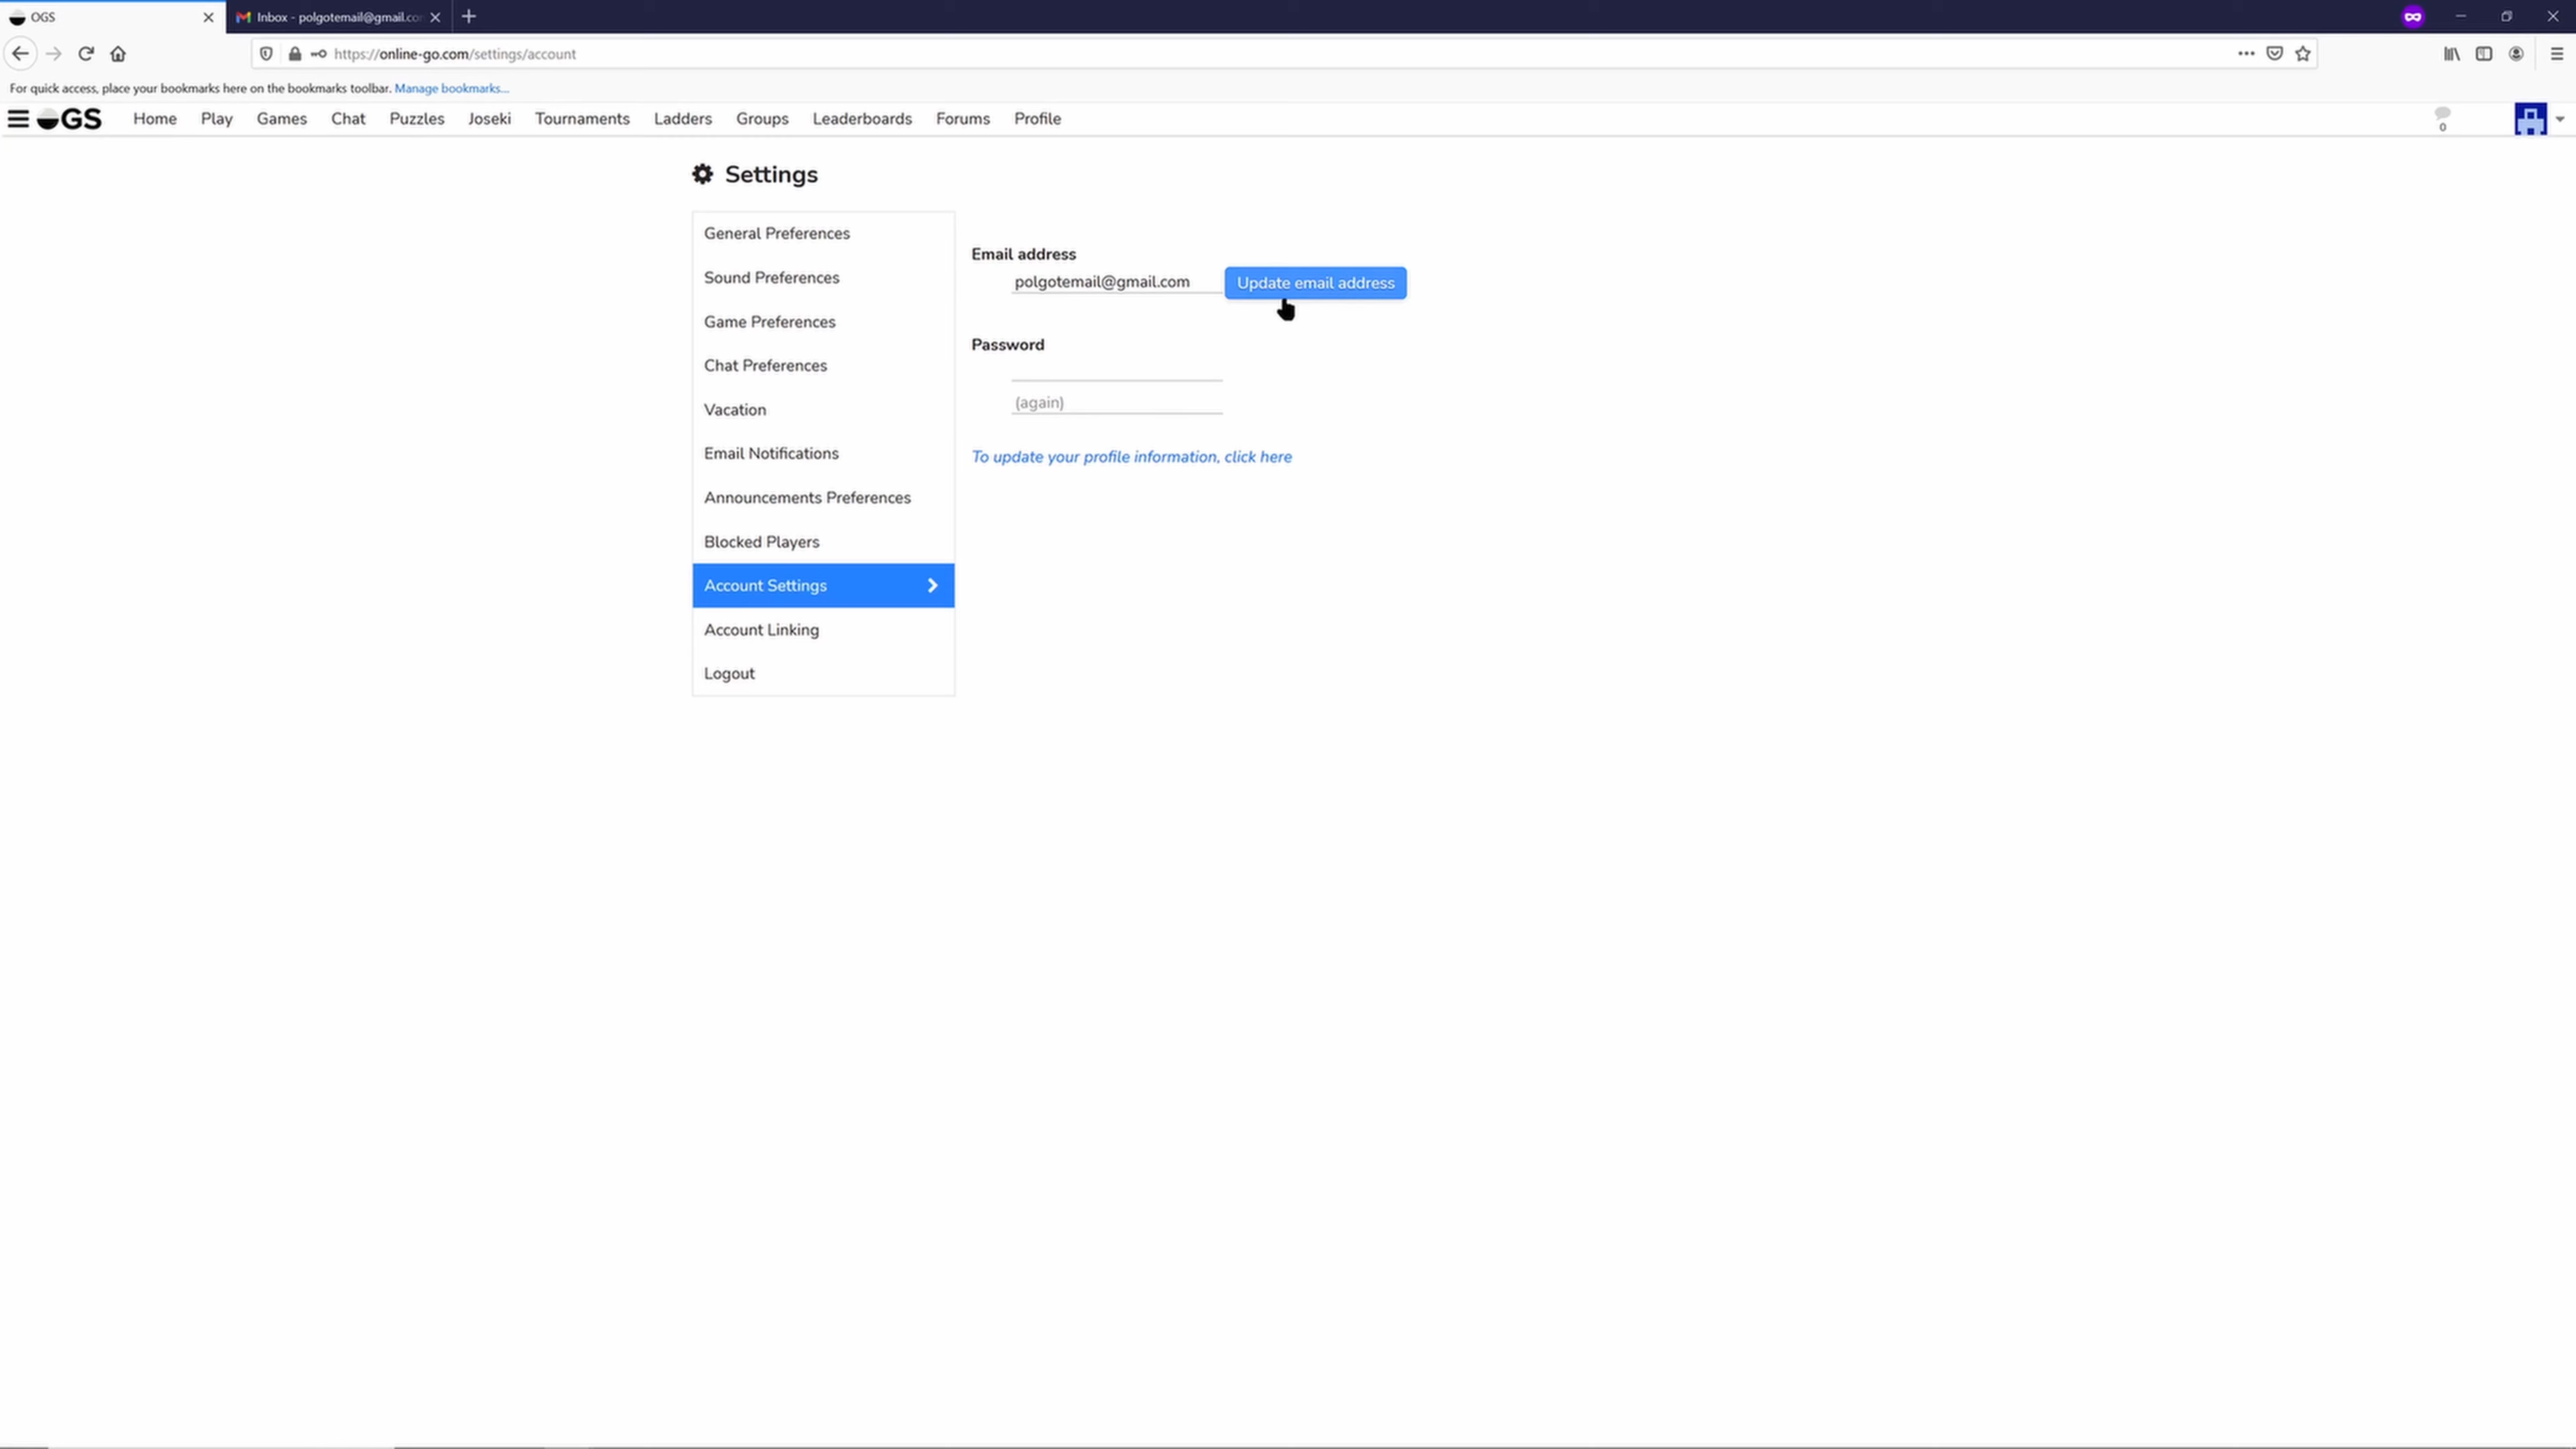 OGS
Inbox - polgotemail@gmail.co
https://online-go.com/settings/account
For quick access, place your bookmarks here on the bookmarks toolbar. Manage bookmarks...
OGS Home Play Games Chat Puzzles Joseki Tournaments Ladders Groups Leaderboards Forums Profile 0
Settings
General Preferences
Sound Preferences
Game Preferences
Chat Preferences
Vacation
Email Notifications
Announcements Preferences
Blocked Players
Account Settings
Account Linking
Logout
Email address
polgotemail@gmail.com Update email address
Password
(again)
To update your profile information, click here